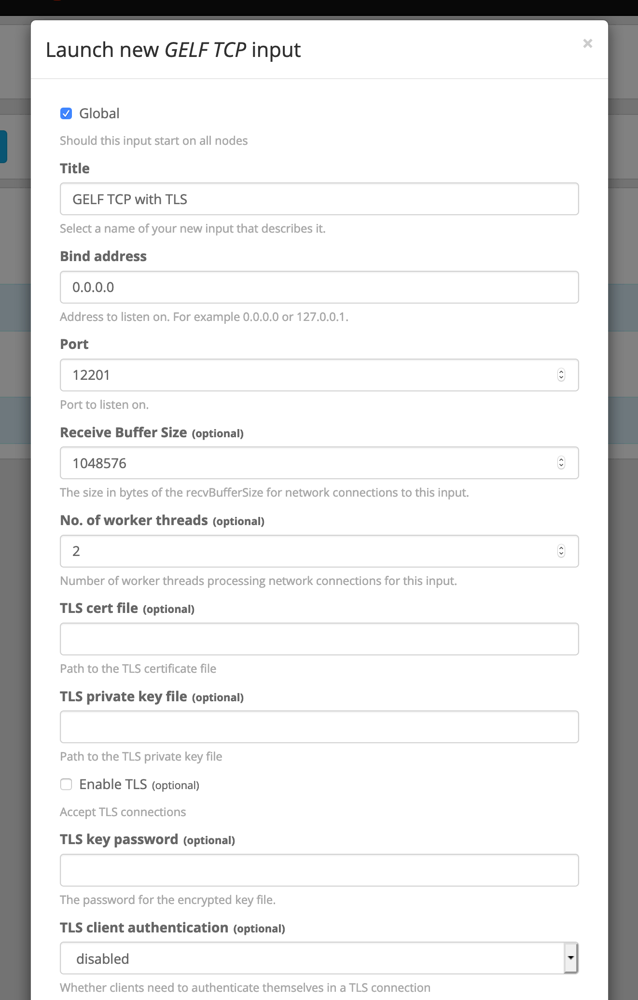 Launch new GELF TCP input
×
Global
Should this input start on all nodes
Title
GELF TCP with TLS
Select a name of your new input that describes it.
Bind address
0.0.0.0
Address to listen on. For example 0.0.0.0 or 127.0.0.1.
Port
12201
Port to listen on.
Receive Buffer Size (optional)
1048576
The size in bytes of the recvBufferSize for network connections to this input.
No. of worker threads (optional)
2
Number of worker threads processing network connections for this input.
TLS cert file (optional)
Path to the TLS certificate file
TLS private key file (optional)
Path to the TLS private key file
Enable TLS (optional)
Accept TLS connections
TLS key password (optional)
The password for the encrypted key file.
TLS client authentication (optional)
disabled
Whether clients need to authenticate themselves in a TLS connection